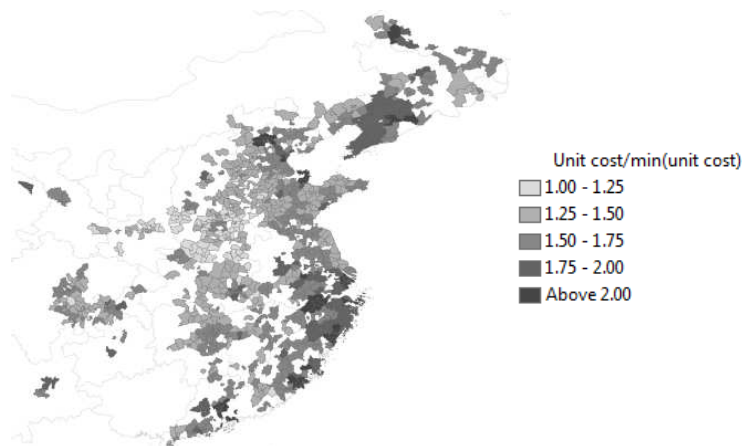 Unit cost/min(unit cost)
1.00 - 1.25
1.25 - 1.50
1.50 - 1.75
1.75 - 2.00
Above 2.00